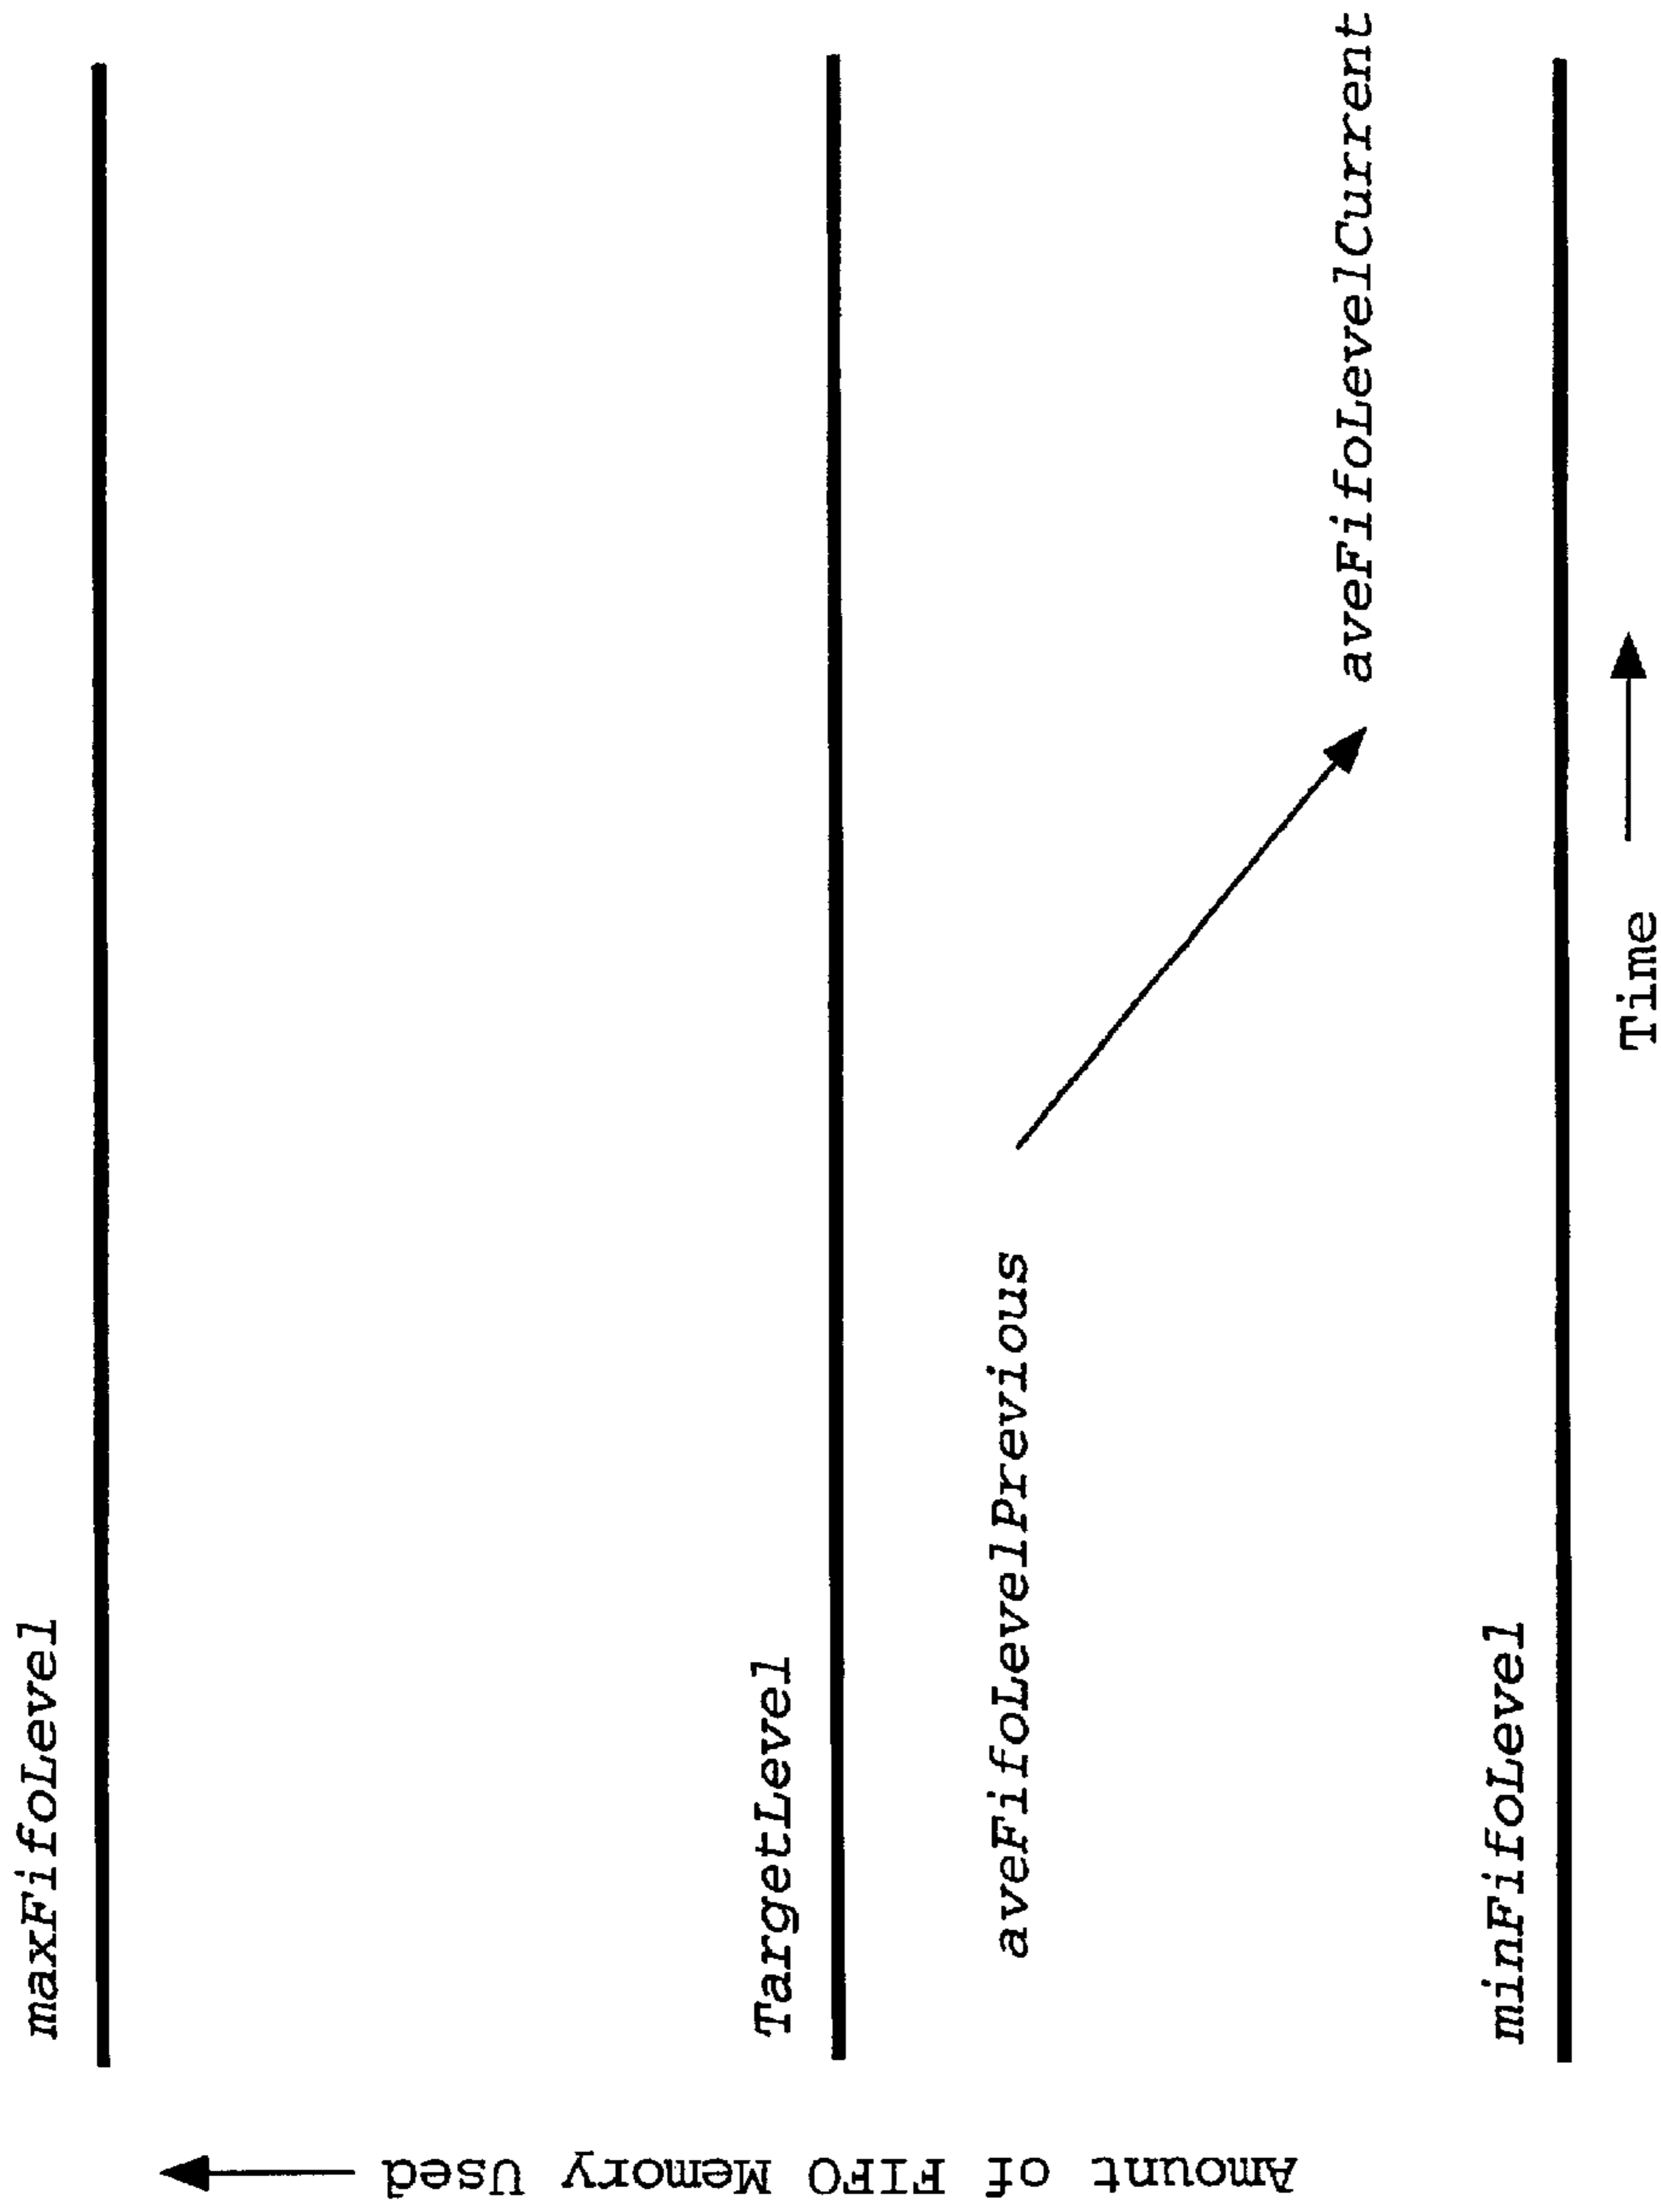 maxFifoLevel
TargetLevel
aveFifoLevelPrevious
aveFifoLevelCurrent
minFifoLevel
Time
Amount of FIFO Memory Used